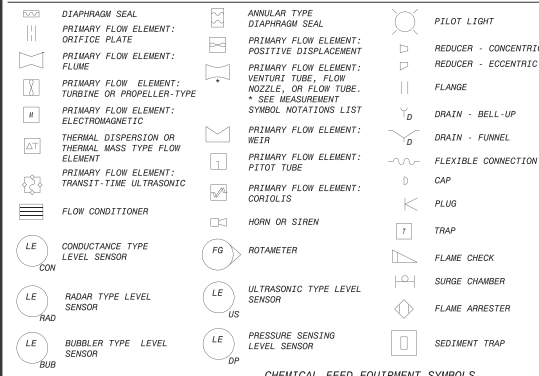 DIAPHRAGM SEAL
PRIMARY FLOW ELEMENT:
ORIFICE PLATE
PRIMARY FLOW ELEMENT:
FLUME
PRIMARY FLOW ELEMENT:
TURBINE OR PROPELLER-TYPE
M
PRIMARY FLOW ELEMENT:
ELECTROMAGNETIC
ΔT
THERMAL DISPERSION OR
THERMAL MASS TYPE FLOW
ELEMENT
PRIMARY FLOW ELEMENT:
TRANSIT-TIME ULTRASONIC
FLOW CONDITIONER
LE
CON
CONDUCTANCE TYPE
LEVEL SENSOR
LE
RAD
RADAR TYPE LEVEL
SENSOR
LE
BUB
BUBBLER TYPE LEVEL
SENSOR
ANNULAR TYPE
DIAPHRAGM SEAL
PRIMARY FLOW ELEMENT:
POSITIVE DISPLACEMENT
*
PRIMARY FLOW ELEMENT:
VENTURI TUBE, FLOW
NOZZLE, OR FLOW TUBE.
* SEE MEASUREMENT
SYMBOL NOTATIONS LIST
PRIMARY FLOW ELEMENT:
WEIR
PRIMARY FLOW ELEMENT:
PITOT TUBE
PRIMARY FLOW ELEMENT:
CORIOLIS
HORN OR SIREN
FG
ROTAMETER
LE
US
ULTRASONIC TYPE LEVEL
SENSOR
LE
DP
PRESSURE SENSING
LEVEL SENSOR
PILOT LIGHT
REDUCER - CONCENTRIC
REDUCER - ECCENTRIC
FLANGE
D
DRAIN - BELL-UP
D
DRAIN - FUNNEL
FLEXIBLE CONNECTION
CAP
PLUG
T
TRAP
FLAME CHECK
SURGE CHAMBER
FLAME ARRESTER
SEDIMENT TRAP
CHEMICAL FEED EQUIPMENT SYMBOLS